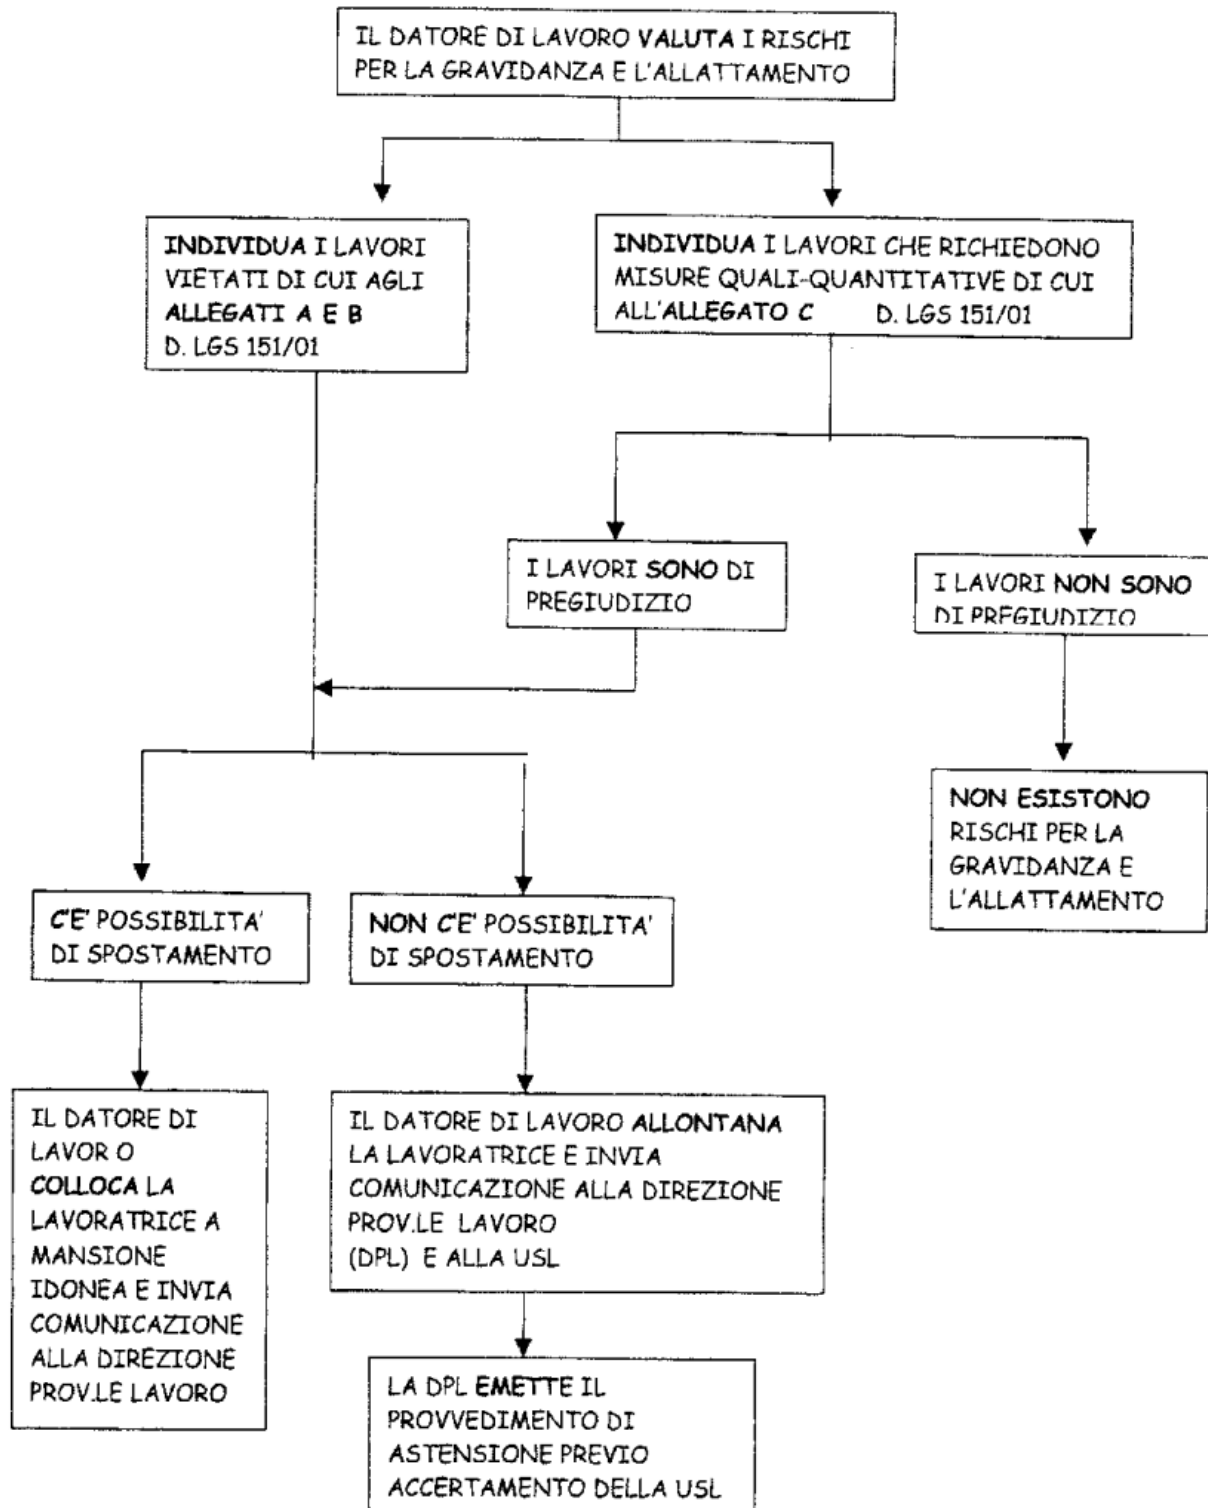 IL DATORE DI LAVORO VALUTA I RISCHI
PER LA GRAVIDANZA E L'ALLATTAMENTO
INDIVIDUA I LAVORI
VIETATI DI CUI AGLI
ALLEGATI A E B
D. LGS 151/01
INDIVIDUA I LAVORI CHE RICHIEDONO
MISURE QUALI-QUANTITATIVE DI CUI
ALL'ALLEGATO C D. LGS 151/01
I LAVORI SONO DI
PREGIUDIZIO
I LAVORI NON SONO
DI PREGIUDIZIO
NON ESISTONO
RISCHI PER LA
GRAVIDANZA E
L'ALLATTAMENTO
C'E' POSSIBILITA'
DI SPOSTAMENTO
NON C'E' POSSIBILITA'
DI SPOSTAMENTO
IL DATORE DI
LAVOR O
COLLOCA LA
LAVORATRICE A
MANSIONE
IDONEA E INVIA
COMUNICAZIONE
ALLA DIREZIONE
PROV.LE LAVORO
IL DATORE DI LAVORO ALLONTANA
LA LAVORATRICE E INVIA
COMUNICAZIONE ALLA DIREZIONE
PROV.LE LAVORO
(DPL) E ALLA USL
LA DPL EMETTE IL
PROVVEDIMENTO DI
ASTENSIONE PREVIO
ACCERTAMENTO DELLA USL